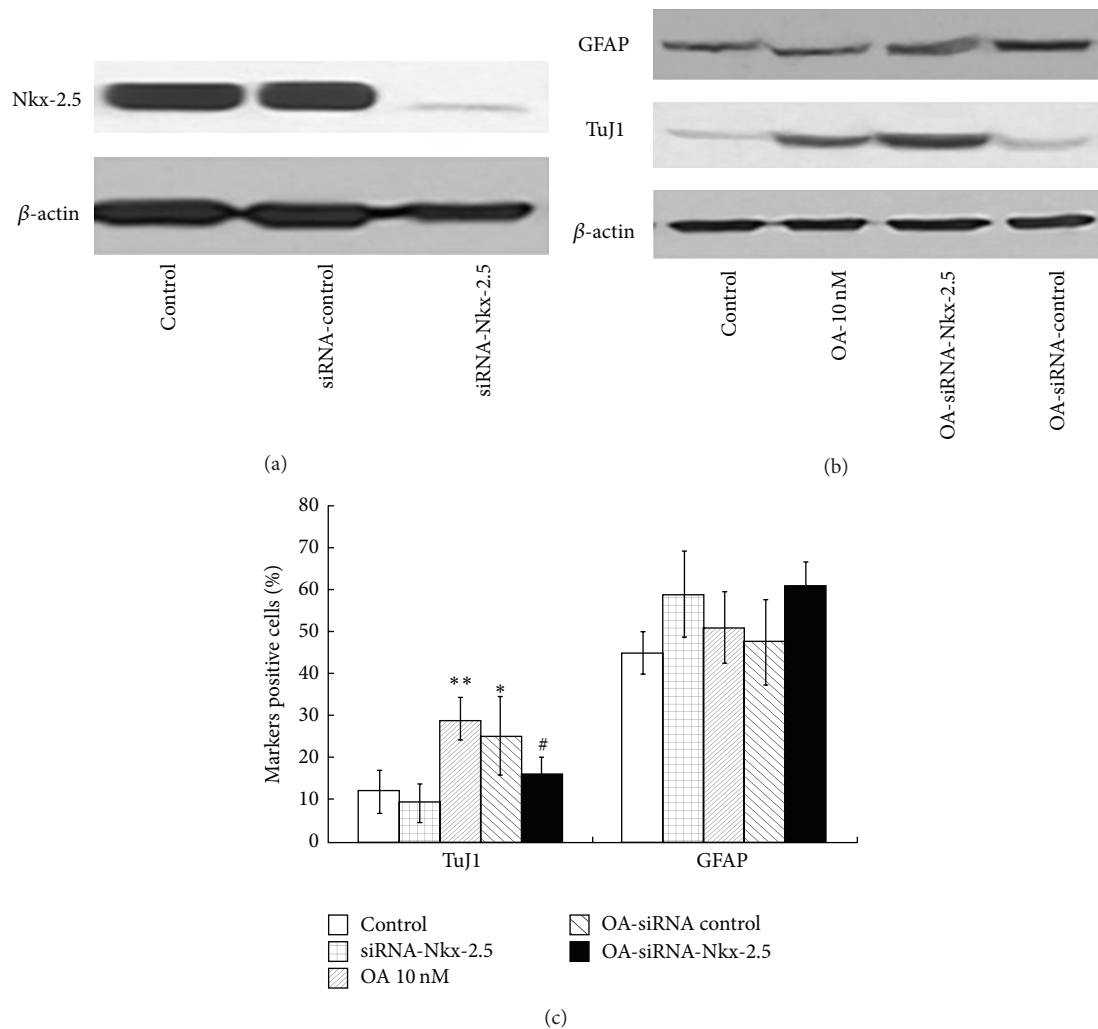 Nkx-2.5
β-actin
Control
siRNA-control
siRNA-Nkx-2.5
(a)
GFAP
TuJ1
β-actin
Control
OA-10 nM
OA-siRNA-Nkx-2.5
OA-siRNA-control
(b)
Markers positive cells (%)
80
70
60
50
40
30
20
10
0
**
*
#
TuJ1
GFAP
Control
siRNA-Nkx-2.5
OA 10 nM
OA-siRNA control
OA-siRNA-Nkx-2.5
(c)